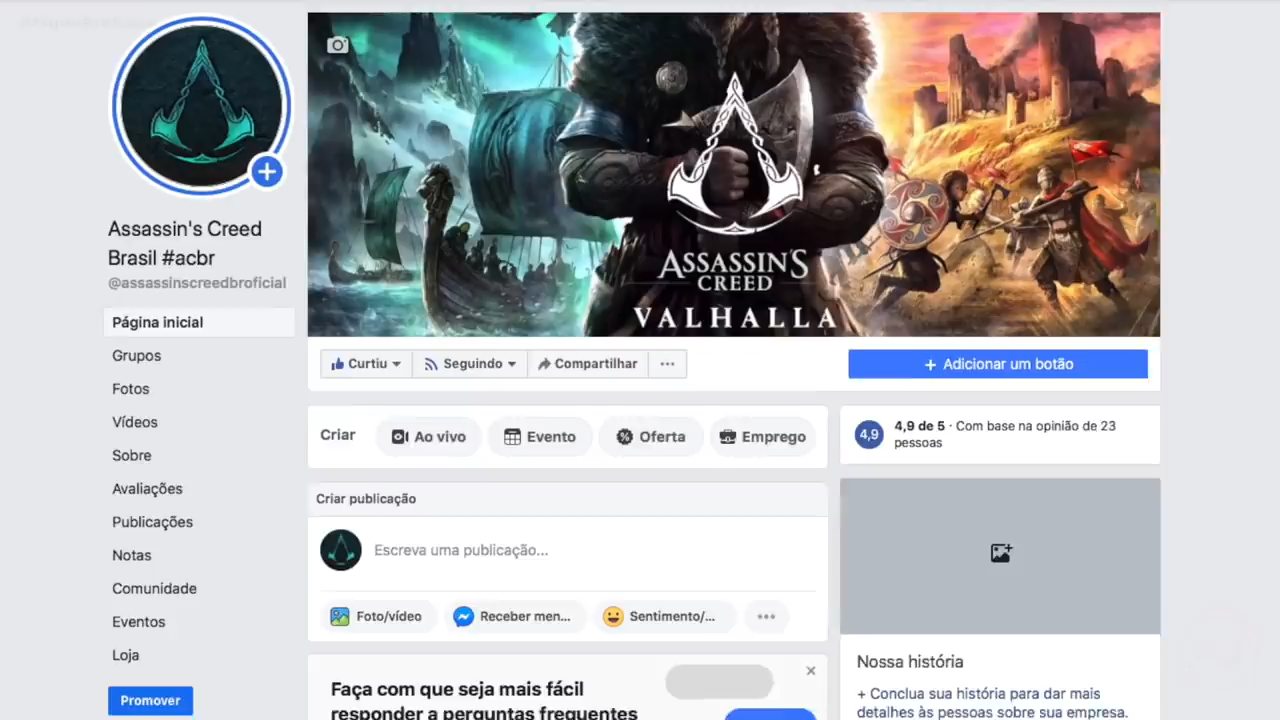 Assassin's Creed
Brasil #acbr
@assassinscreedbroficial
Página inicial
Grupos
Fotos
Vídeos
Sobre
Avaliações
Publicações
Notas
Comunidade
Eventos
Loja
Promover
ASSASSIN'S
CREED
VALHALLA
Curtiu
Seguindo
Compartilhar
+ Adicionar um botão
Criar
Ao vivo
Evento
Oferta
Emprego
4,9
4,9 de 5 · Com base na opinião de 23
pessoas
Criar publicação
Escreva uma publicação...
Foto/vídeo
Receber men...
Sentimento/...
Faça com que seja mais fácil
responder a perguntas frequentes
Nossa história
+ Conclua sua história para dar mais
detalhes às pessoas sobre sua empresa.